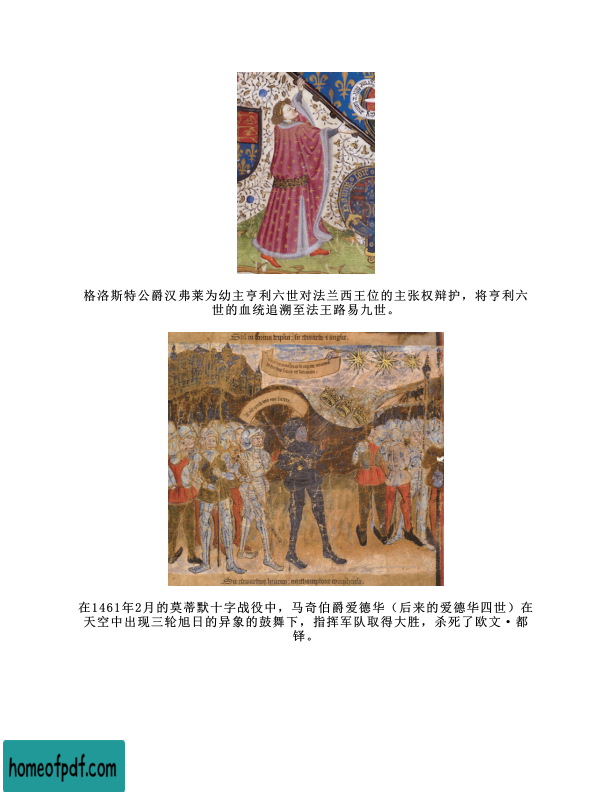 格洛斯特公爵汉弗莱为幼主亨利六世对法兰西王位的主张权辩护，将亨利六
世的血统追溯至法王路易九世。
在1461年2月的莫蒂默十字战役中，马奇伯爵爱德华（后来的爱德华四世）在
天空中出现三轮旭日的异象的鼓舞下，指挥军队取得大胜，杀死了欧文·都
铎。
homeofpdf.com